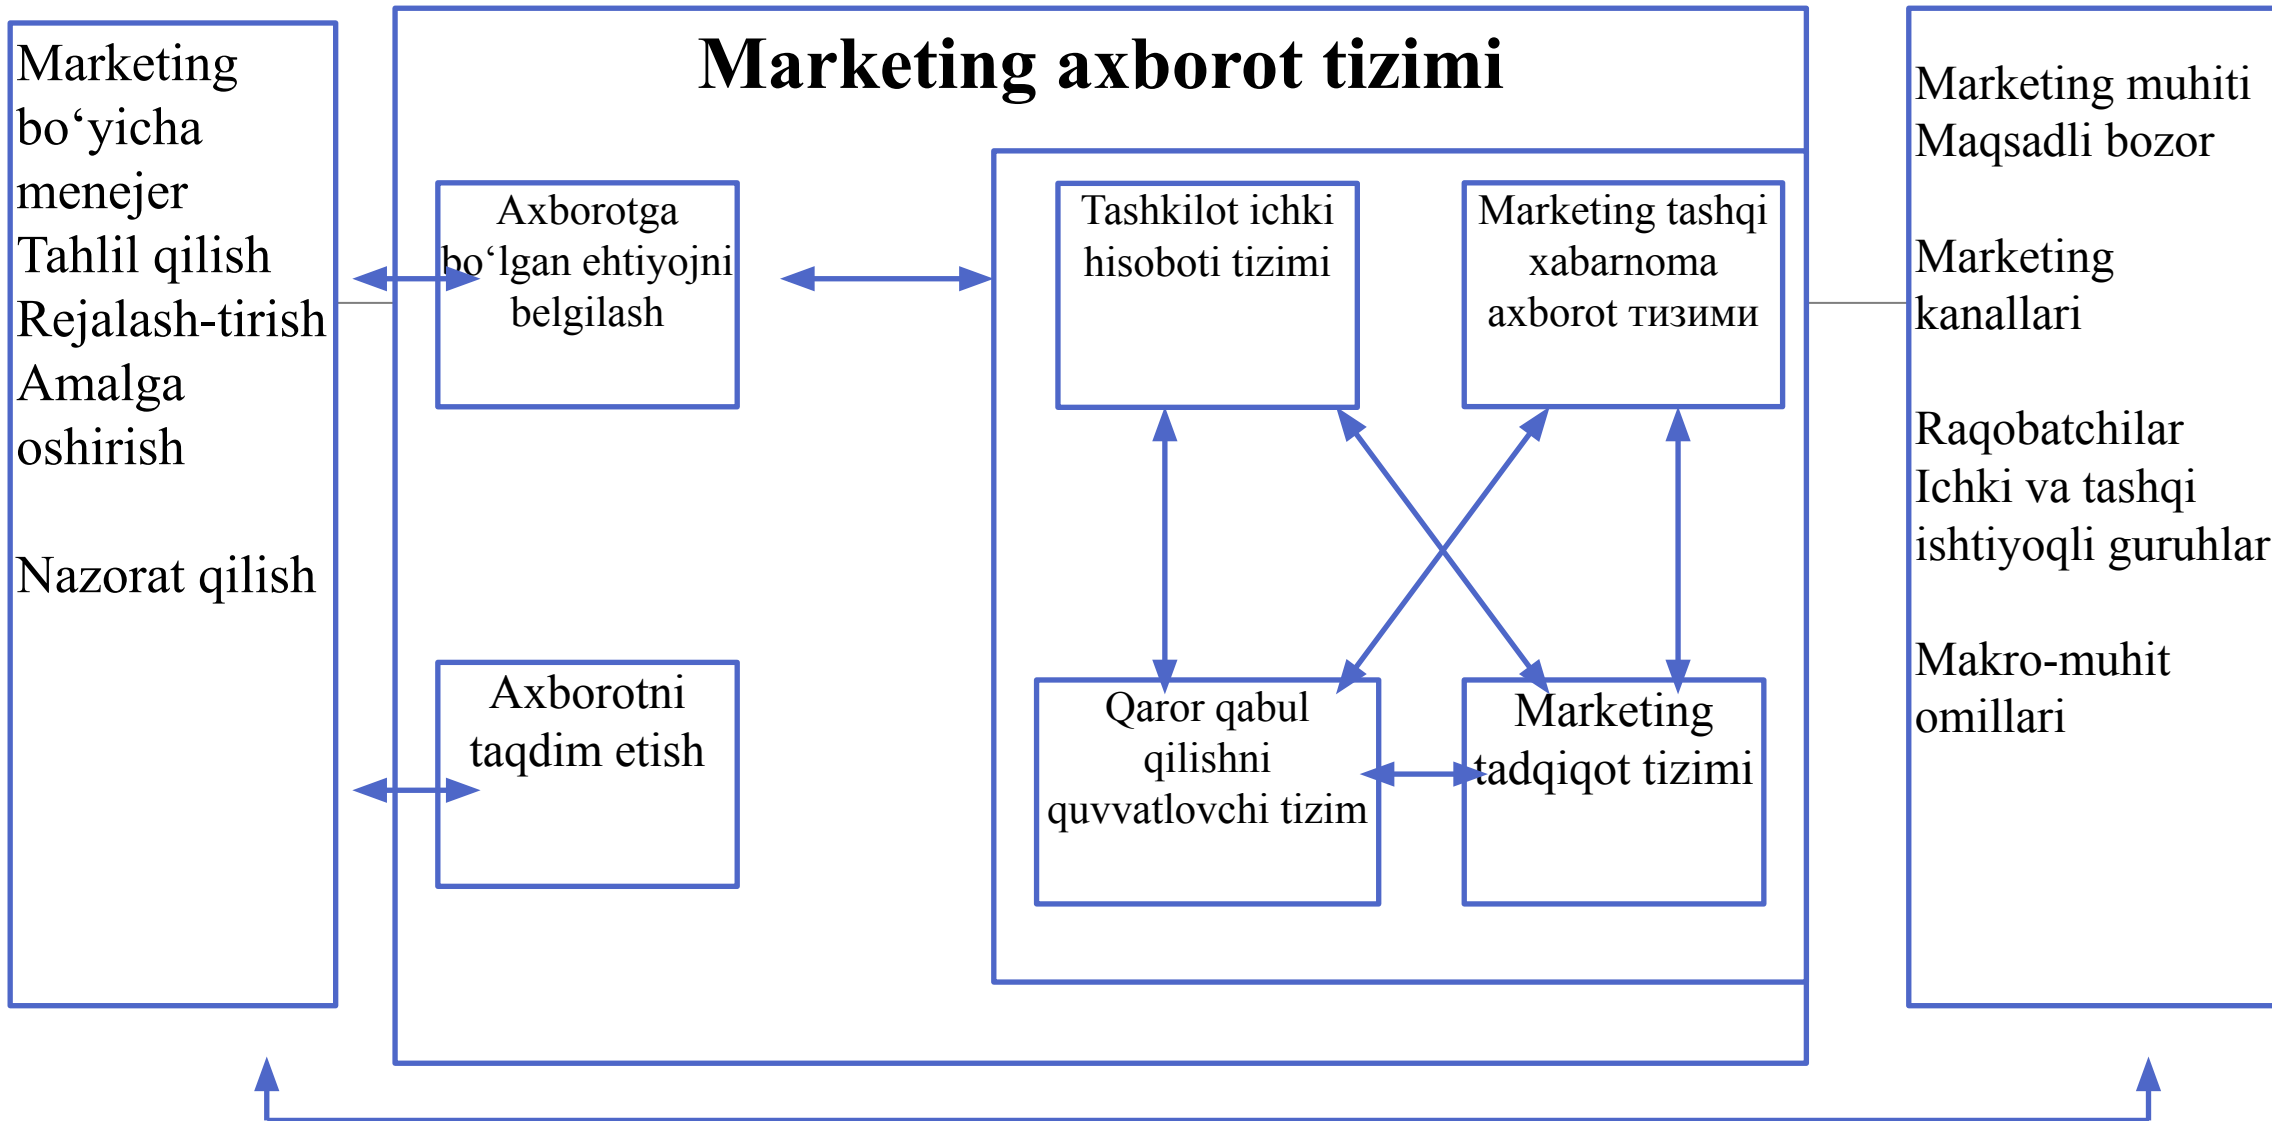 Marketing
bo‘yicha
menejer
Tahlil qilish
Rejalash-tirish
Amalga
oshirish
Nazorat qilish
Marketing axborot tizimi
Axborotga
bo‘lgan ehtiyojni
belgilash
Tashkilot ichki
hisoboti tizimi
Marketing tashqi
xabarnoma
axborot тизими
Axborotni
taqdim etish
Qaror qabul
qilishni
quvvatlovchi tizim
Marketing
tadqiqot tizimi
Marketing muhiti
Maqsadli bozor
Marketing
kanallari
Raqobatchilar
Ichki va tashqi
ishtiyoqli guruhlar
Makro-muhit
omillari